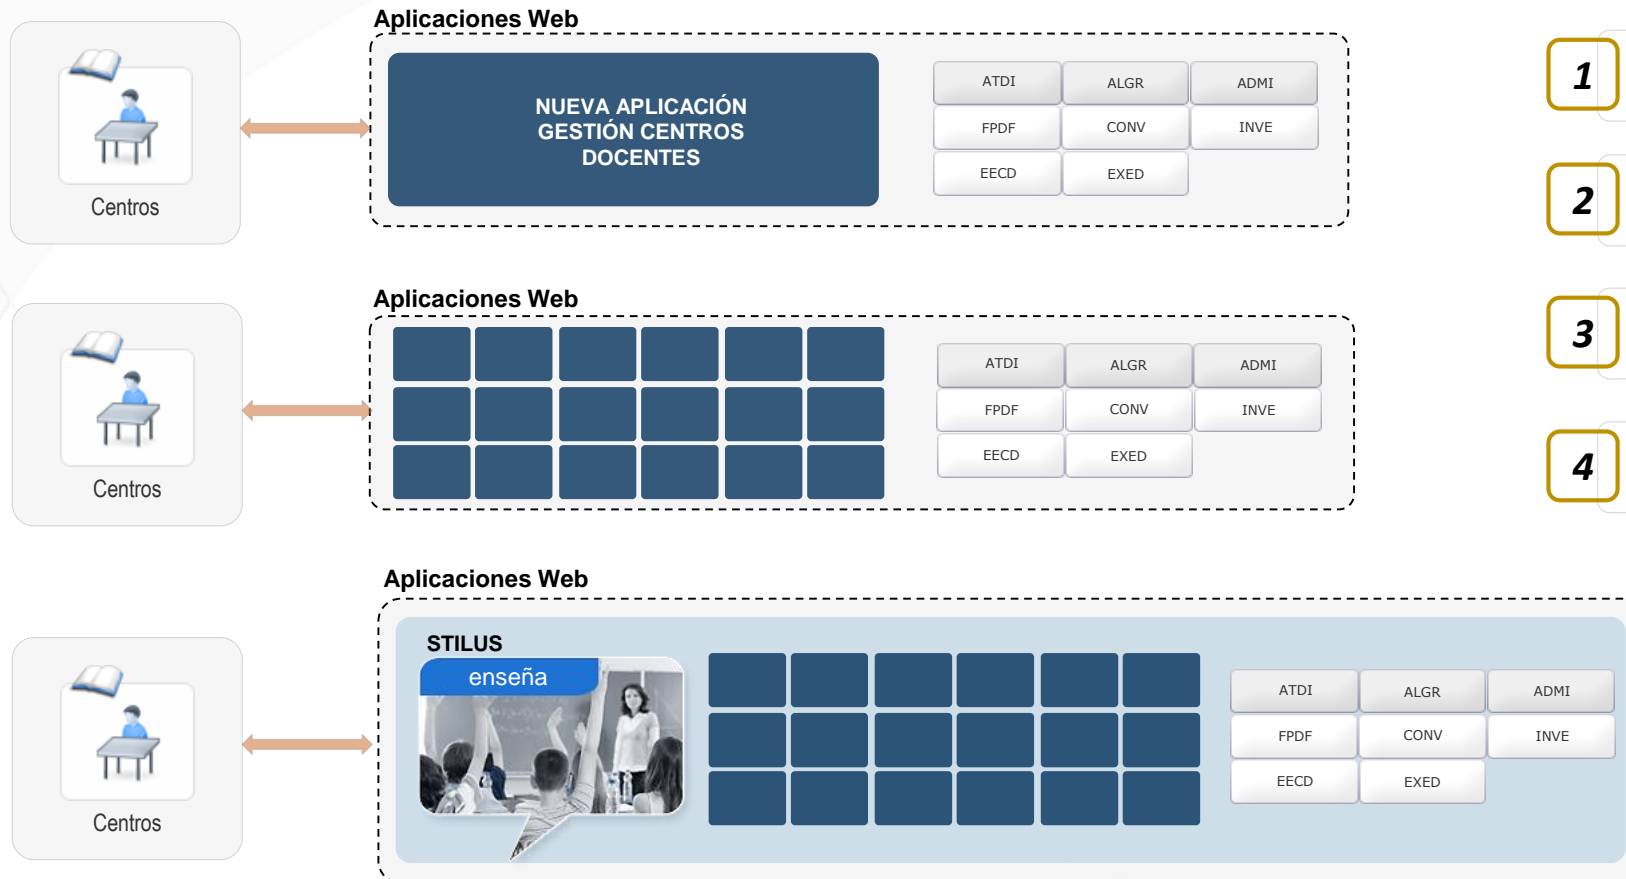 Aplicaciones Web
Centros
NUEVA APLICACIÓN
GESTIÓN CENTROS
DOCENTES
ATDI ALGR ADMI
FPDF CONV INVE
EECD EXED
1
2
3
4
Aplicaciones Web
Centros
ATDI ALGR ADMI
FPDF CONV INVE
EECD EXED
Aplicaciones Web
Centros
STILUS
enseña
ATDI ALGR ADMI
FPDF CONV INVE
EECD EXED